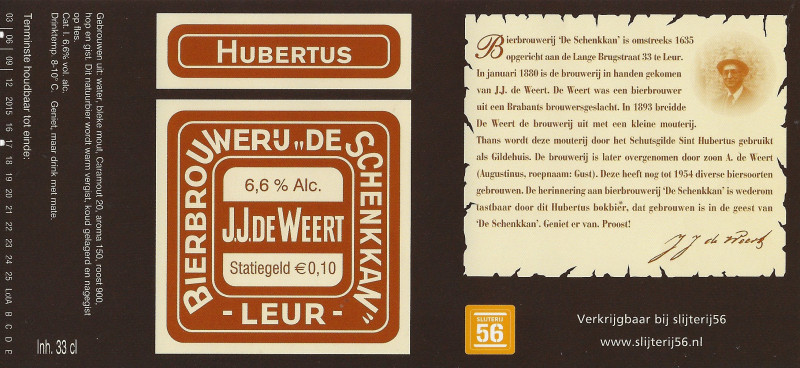 Gebrouwen uit: water, bleke mout, Caramout 20, aroma 150, roost 900,
hop en gist. Dit natuurbier wordt warm vergist, koud gelagerd en nagegist
op fles.
Cat. I. 6,6% vol. alc.
Drinktemp. 8-10° C. Geniet, maar drink met mate.
Tenminste houdbaar tot einde:
03 06 09 12 2015 16 17 18 19 20 21 22 23 24 25 LotA B C D E
Inh. 33 cl
HUBERTUS
BIERBROUWERIJ „DE SCHENKKAN”
6,6 % Alc.
J.J. DE WEERT
Statiegeld €0,10
- LEUR -
Bierbrouwerij ‘De Schenkkan’ is omstreeks 1635
opgericht aan de Lange Brugstraat 33 te Leur.
In januari 1880 is de brouwerij in handen gekomen
van J.J. de Weert. De Weert was een bierbrouwer
uit een Brabants brouwersgeslacht. In 1893 breidde
De Weert de brouwerij uit met een kleine mouterij.
Thans wordt deze mouterij door het Schutsgilde Sint Hubertus gebruikt
als Gildehuis. De brouwerij is later overgenomen door zoon A. de Weert
(Augustinus, roepnaam: Gust). Deze heeft nog tot 1954 diverse biersoorten
gebrouwen. De herinnering aan bierbrouwerij ‘De Schenkkan’ is wederom
tastbaar door dit Hubertus bokbier, dat gebrouwen is in de geest van
‘De Schenkkan’. Geniet er van. Proost!
J J de Weert
SLIJTERIJ
56
Verkrijgbaar bij slijterij56
www.slijterij56.nl